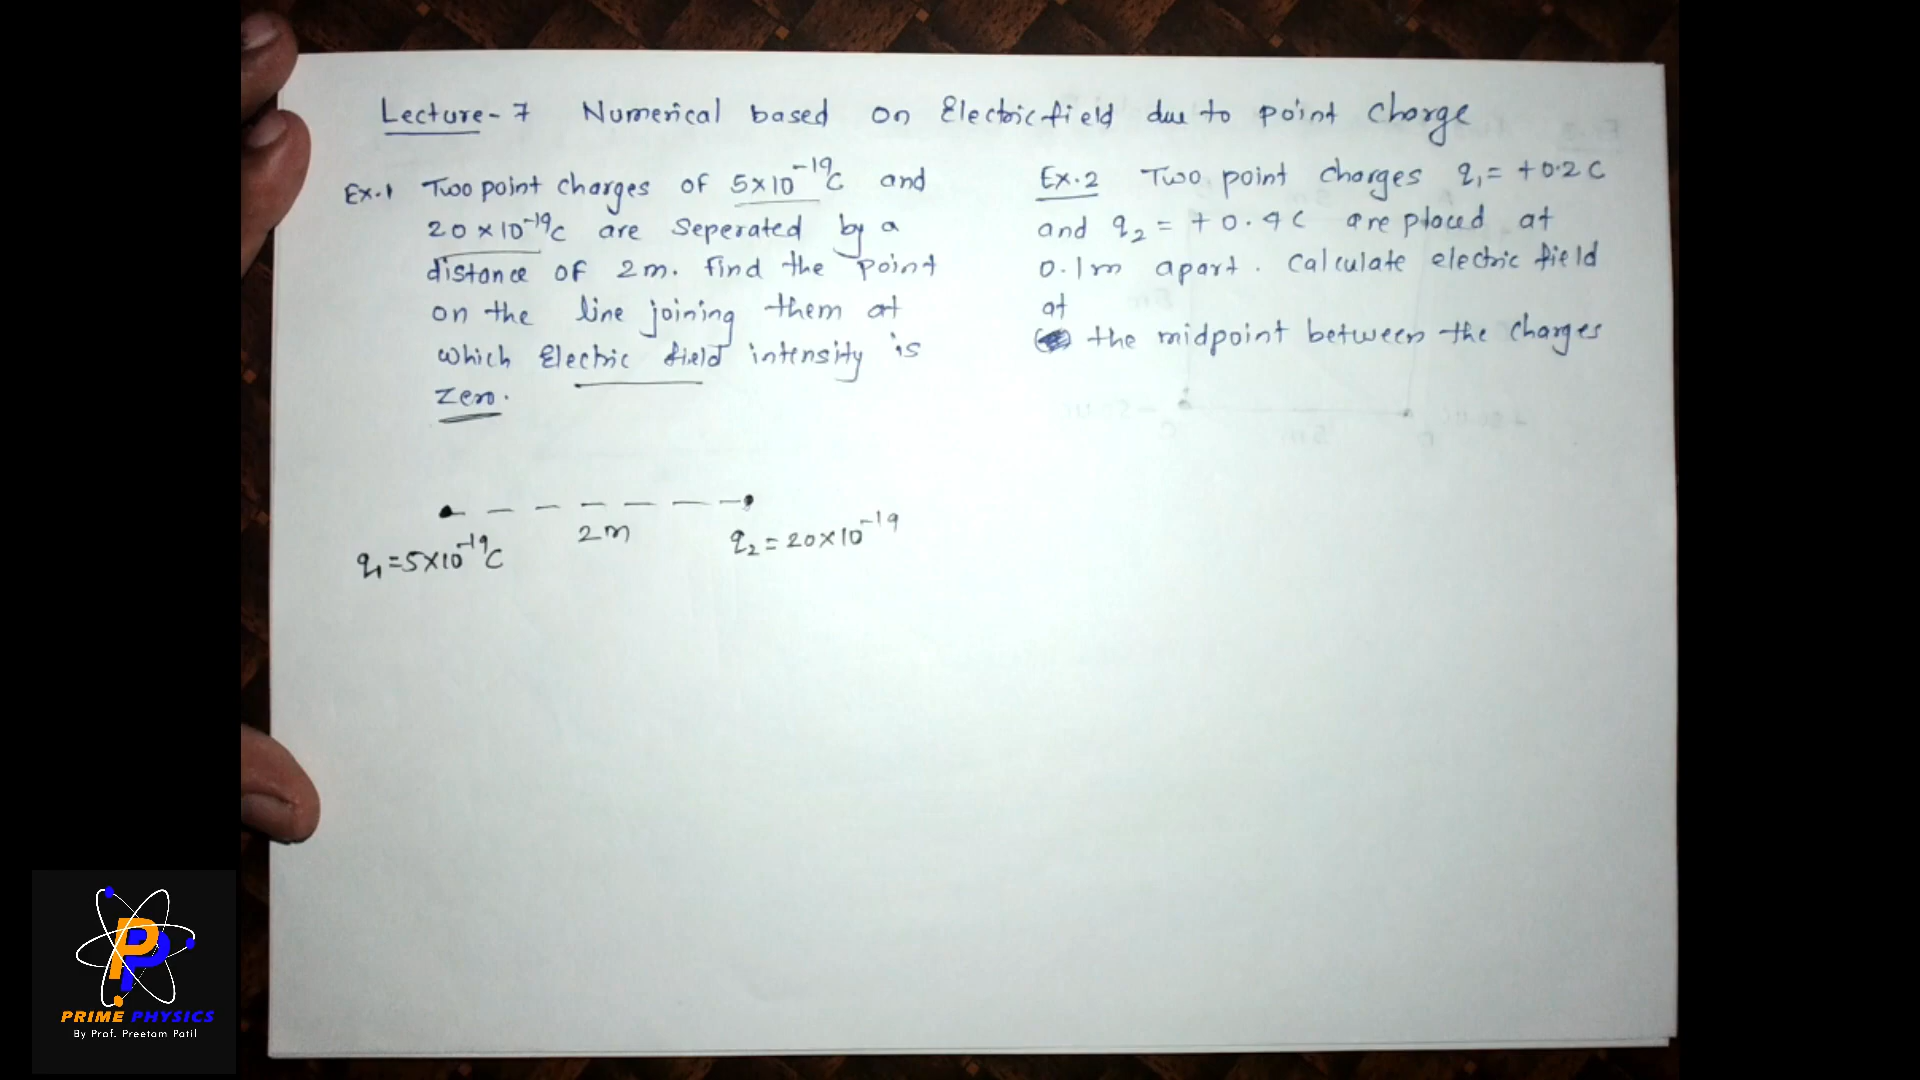 Lecture-7 Numerical based on Electric field due to point charge
Ex.1 Two point charges of 5×10⁻¹⁹C and
20×10⁻¹⁹C are seperated by a
distance of 2m. find the point
on the line joining them at
which Electric field intensity is
zero.
2m
q₁=5×10⁻¹⁹C
q₂=20×10⁻¹⁹
Ex.2 Two point charges q₁= +0.2C
and q₂ = +0.4C are placed at
0.1m apart. calculate electric field
at
the midpoint between the charges
PRIME PHYSICS
By Prof. Preetam Patil